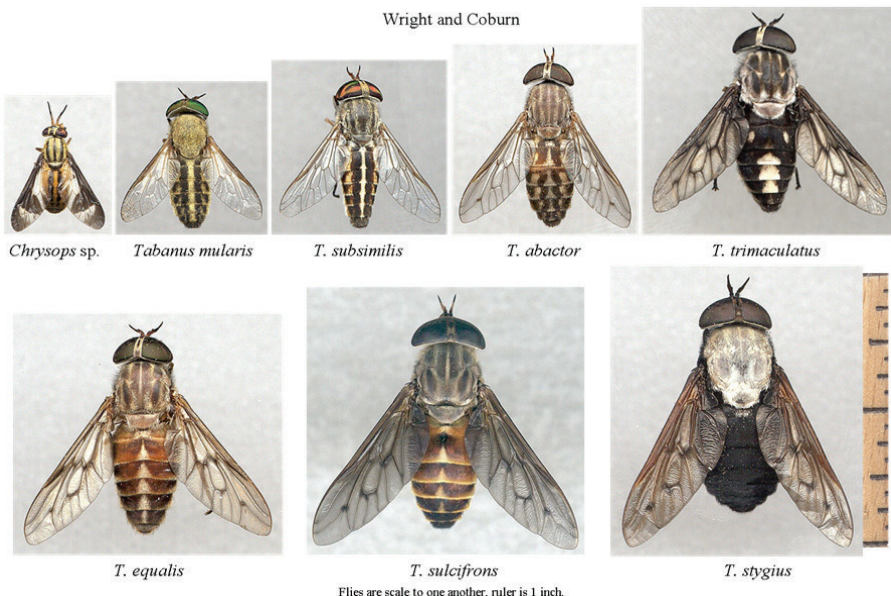 Wright and Coburn
Chrysops sp.
Tabanus mularis
T. subsimilis
T. abactor
T. trimaculatus
T. equalis
T. sulcifrons
T. stygius
Flies are scale to one another, ruler is 1 inch.